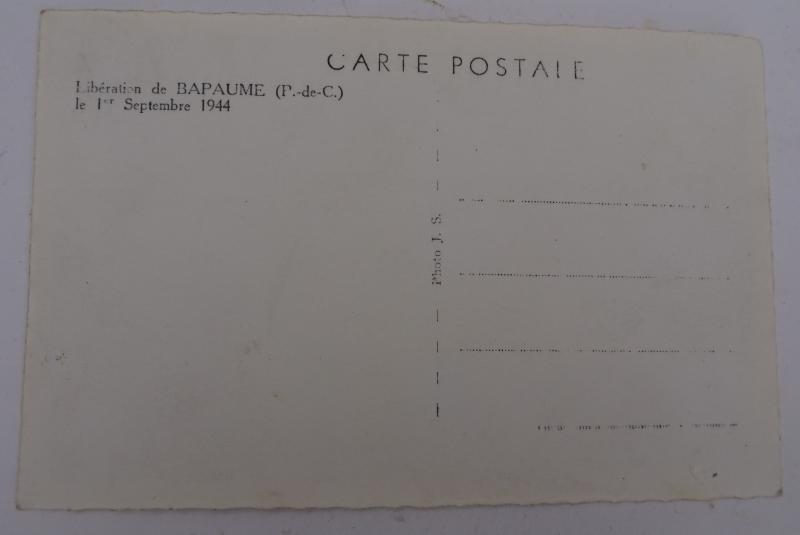 CARTE POSTALE
Libération de BAPAUME (P.-de-C.)
le 1er Septembre 1944
Photo J. S.